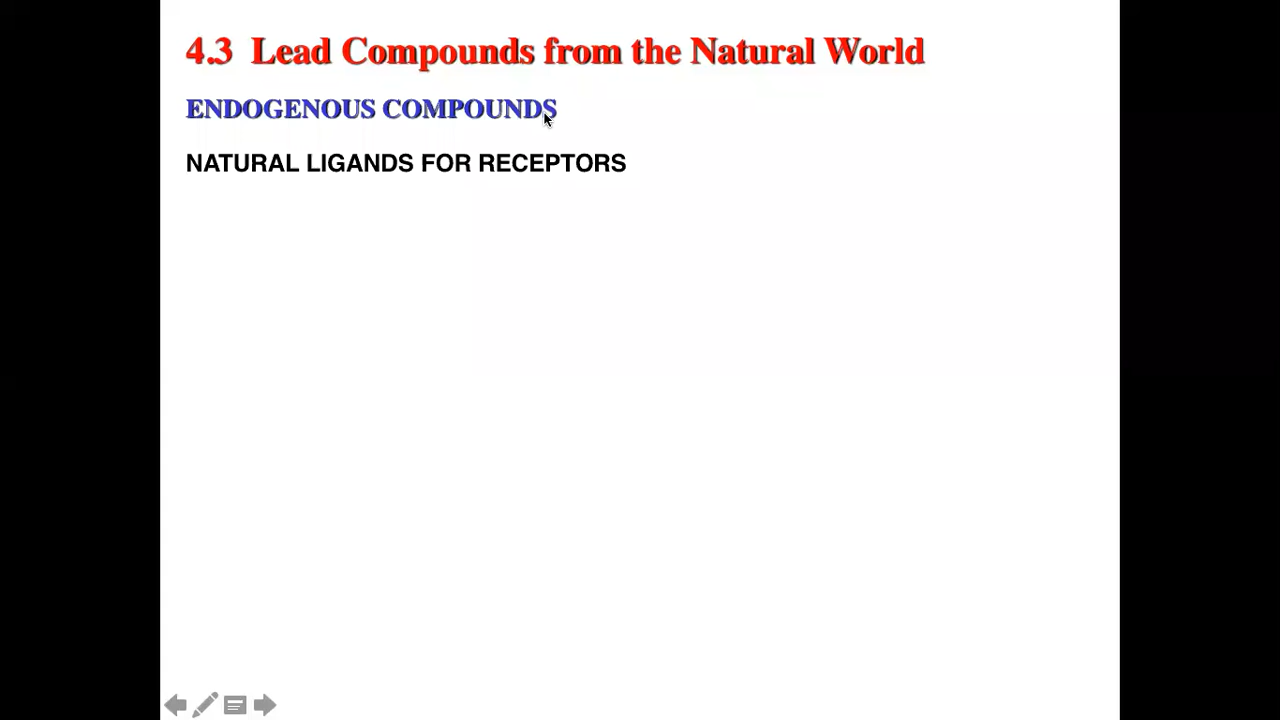 4.3 Lead Compounds from the Natural World
ENDOGENOUS COMPOUNDS
NATURAL LIGANDS FOR RECEPTORS